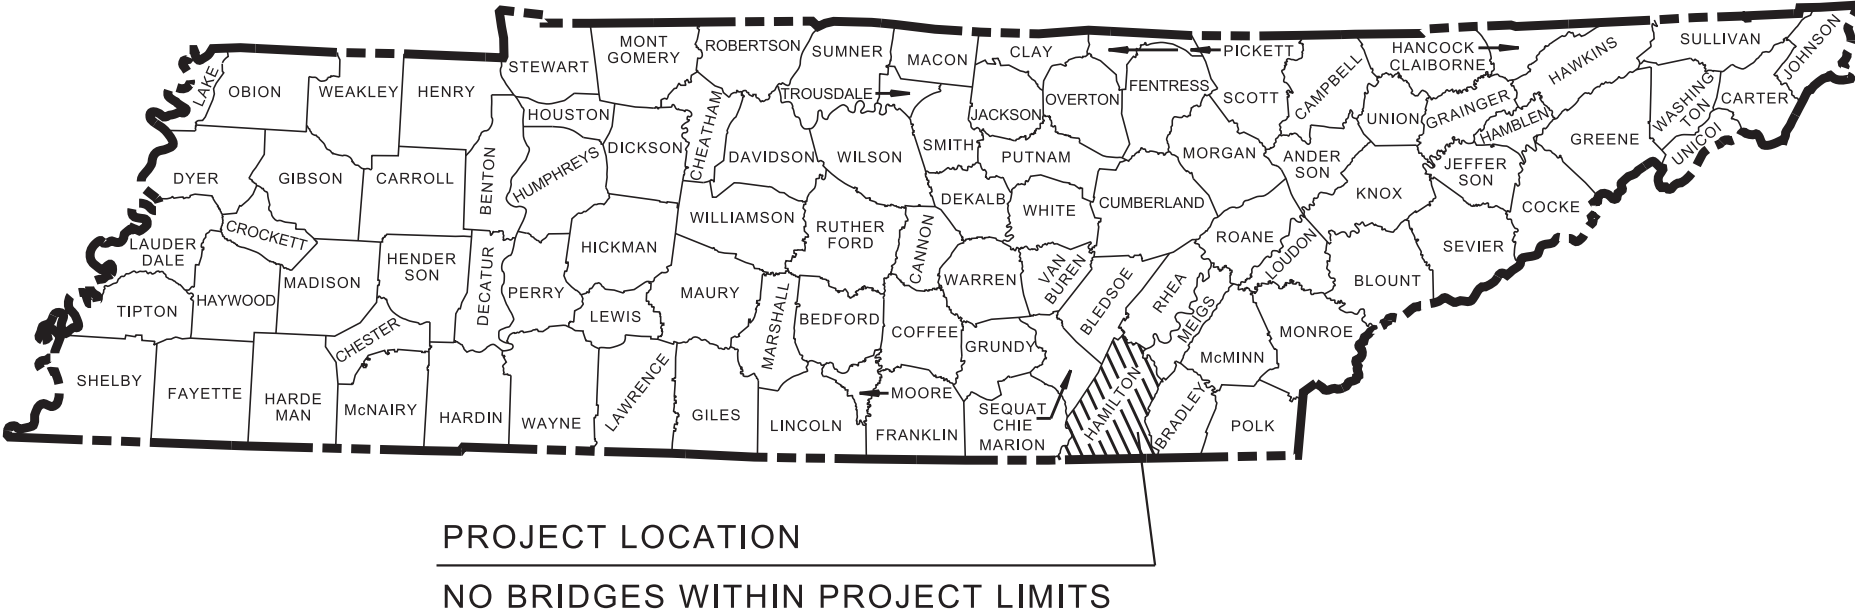 MONT
GOMERY
ROBERTSON
SUMNER
MACON
CLAY
PICKETT
HANCOCK
CLAIBORNE
HAWKINS
SULLIVAN
JOHNSON
STEWART
LAKE
OBION
WEAKLEY
HENRY
TROUSDALE
HOUSTON
CHEATHAM
JACKSON
OVERTON
FENTRESS
SCOTT
CAMPBELL
UNION
GRAINGER
HAMBLEN
WASHING
TON
CARTER
UNICOI
GREENE
DICKSON
DAVIDSON
WILSON
SMITH
PUTNAM
MORGAN
ANDER
SON
KNOX
JEFFER
SON
COCKE
DYER
GIBSON
CARROLL
BENTON
HUMPHREYS
WILLIAMSON
RUTHER
FORD
CANNON
DEKALB
WHITE
CUMBERLAND
ROANE
LOUDON
SEVIER
BLOUNT
LAUDER
DALE
CROCKETT
HICKMAN
HENDER
SON
DECATUR
PERRY
MADISON
HAYWOOD
TIPTON
LEWIS
MAURY
MARSHALL
BEDFORD
COFFEE
WARREN
VAN
BUREN
BLEDSOE
RHEA
MEIGS
McMINN
MONROE
CHESTER
GRUNDY
SHELBY
FAYETTE
HARDE
MAN
McNAIRY
HARDIN
WAYNE
LAWRENCE
GILES
LINCOLN
MOORE
FRANKLIN
SEQUAT
CHIE
MARION
HAMILTON
BRADLEY
POLK
PROJECT LOCATION
NO BRIDGES WITHIN PROJECT LIMITS